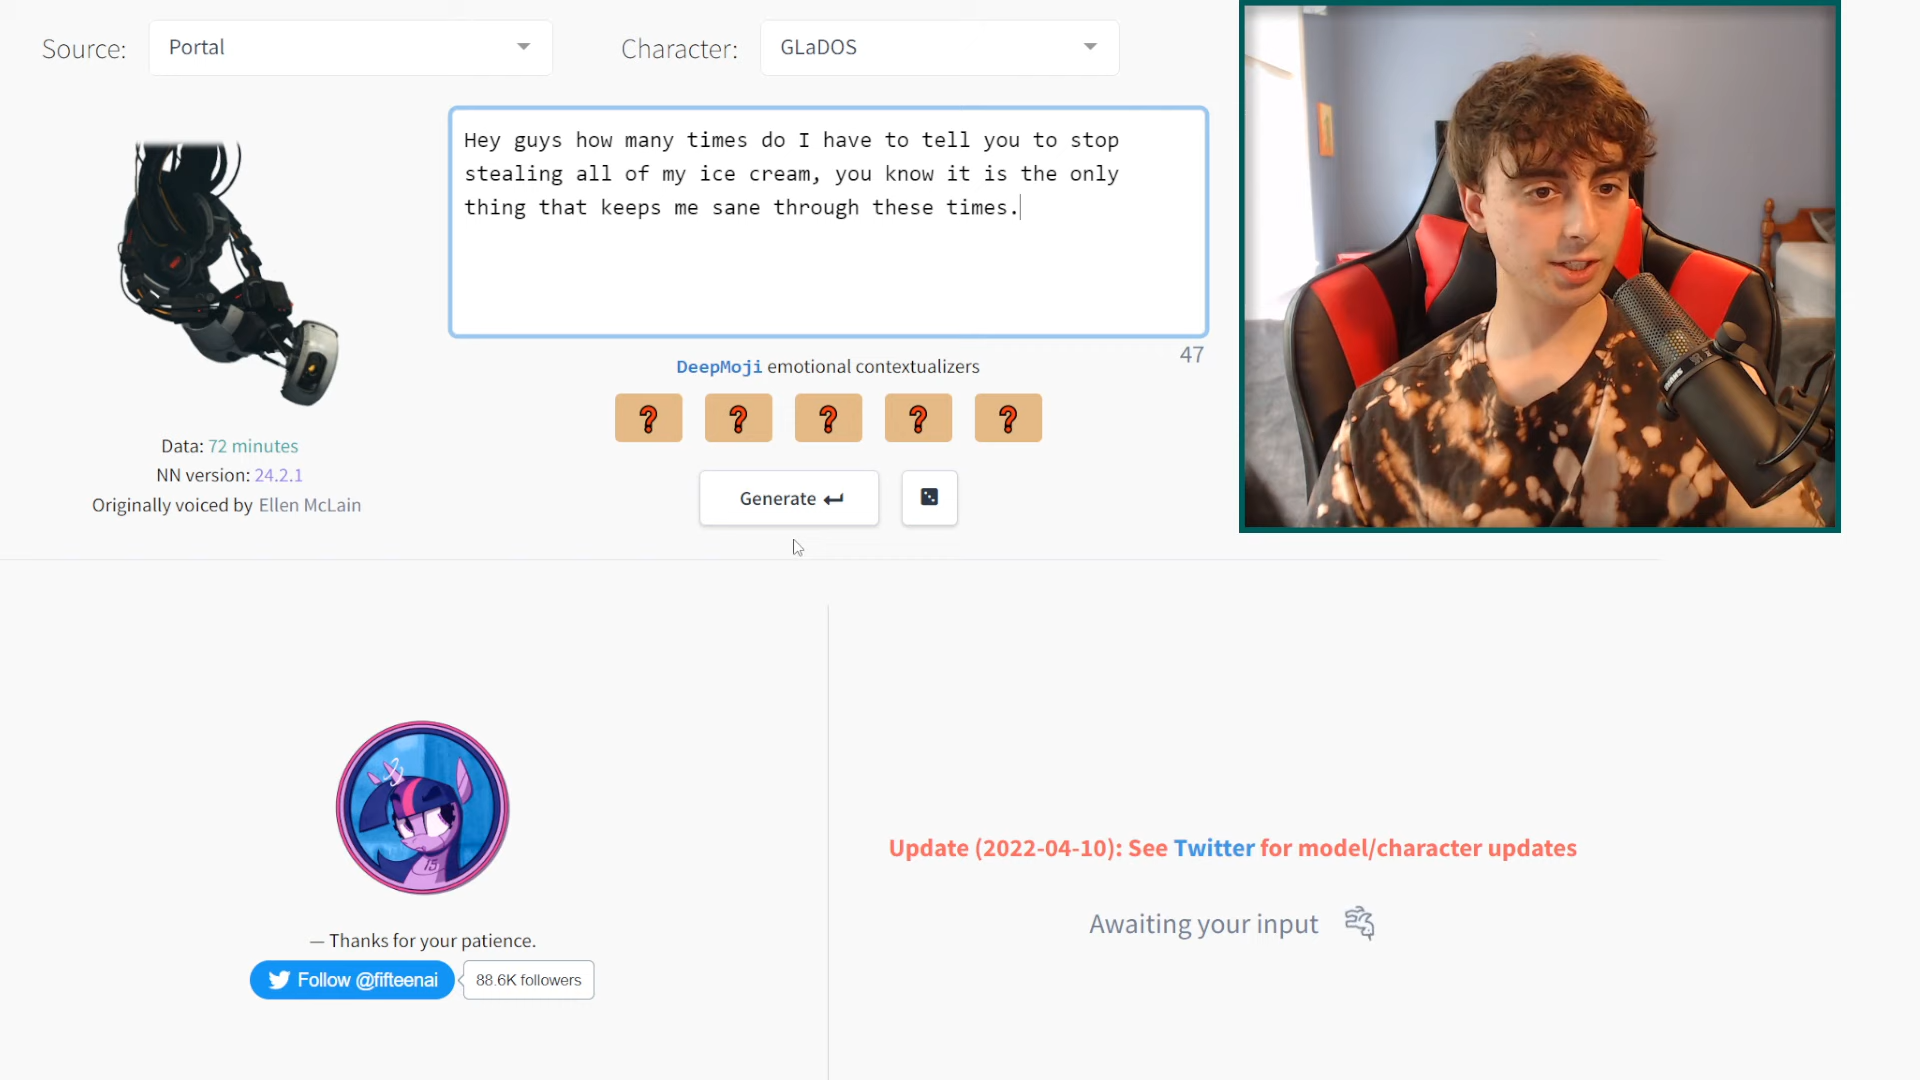 Source: Portal
Character: GLaDOS
Hey guys how many times do I have to tell you to stop
stealing all of my ice cream, you know it is the only
thing that keeps me sane through these times.
47
DeepMoji emotional contextualizers
? ? ? ? ?
Data: 72 minutes
NN version: 24.2.1
Originally voiced by Ellen McLain
Generate
15
— Thanks for your patience.
Follow @fifteenai
88.6K followers
Update (2022-04-10): See Twitter for model/character updates
Awaiting your input